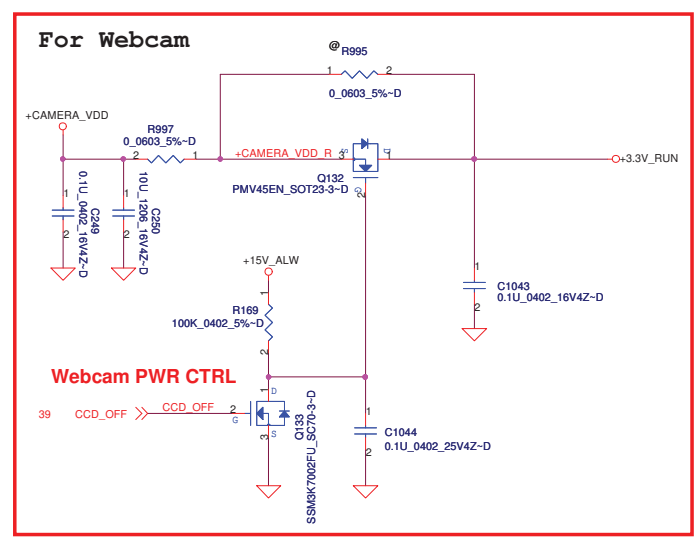 For Webcam
@
R995
1
2
0_0603_5%~D
+CAMERA_VDD
R997
0_0603_5%~D
2
1
+CAMERA_VDD_R
3
S
D
1
+3.3V_RUN
Q132
PMV45EN_SOT23-3~D
G
2
1
2
C249
0.1U_0402_16V4Z~D
1
2
C250
10U_1206_16V4Z~D
+15V_ALW
1
R169
100K_0402_5%~D
2
1
C1043
0.1U_0402_16V4Z~D
2
Webcam PWR CTRL
39
CCD_OFF
CCD_OFF
2
G
1
D
3
S
Q133
SSM3K7002FU_SC70-3~D
1
C1044
0.1U_0402_25V4Z~D
2